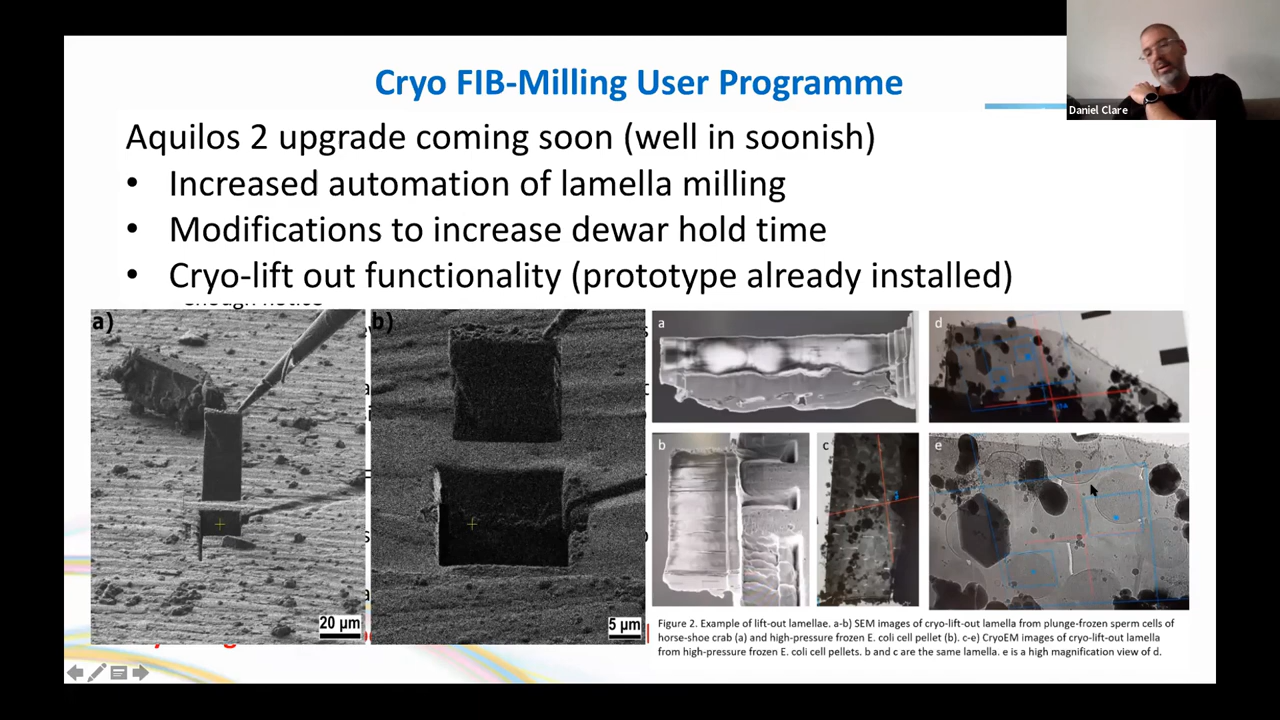 Cryo FIB-Milling User Programme
Daniel Clare
Aquilos 2 upgrade coming soon (well in soonish)
• Increased automation of lamella milling
• Modifications to increase dewar hold time
• Cryo-lift out functionality (prototype already installed)
a)
b)
20 µm
5 µm
a
d
b
c
e
Figure 2. Example of lift-out lamellae. a-b) SEM images of cryo-lift-out lamella from plunge-frozen sperm cells of
horse-shoe crab (a) and high-pressure frozen E. coli cell pellet (b). c-e) CryoEM images of cryo-lift-out lamella
from high-pressure frozen E. coli cell pellets. b and c are the same lamella. e is a high magnification view of d.